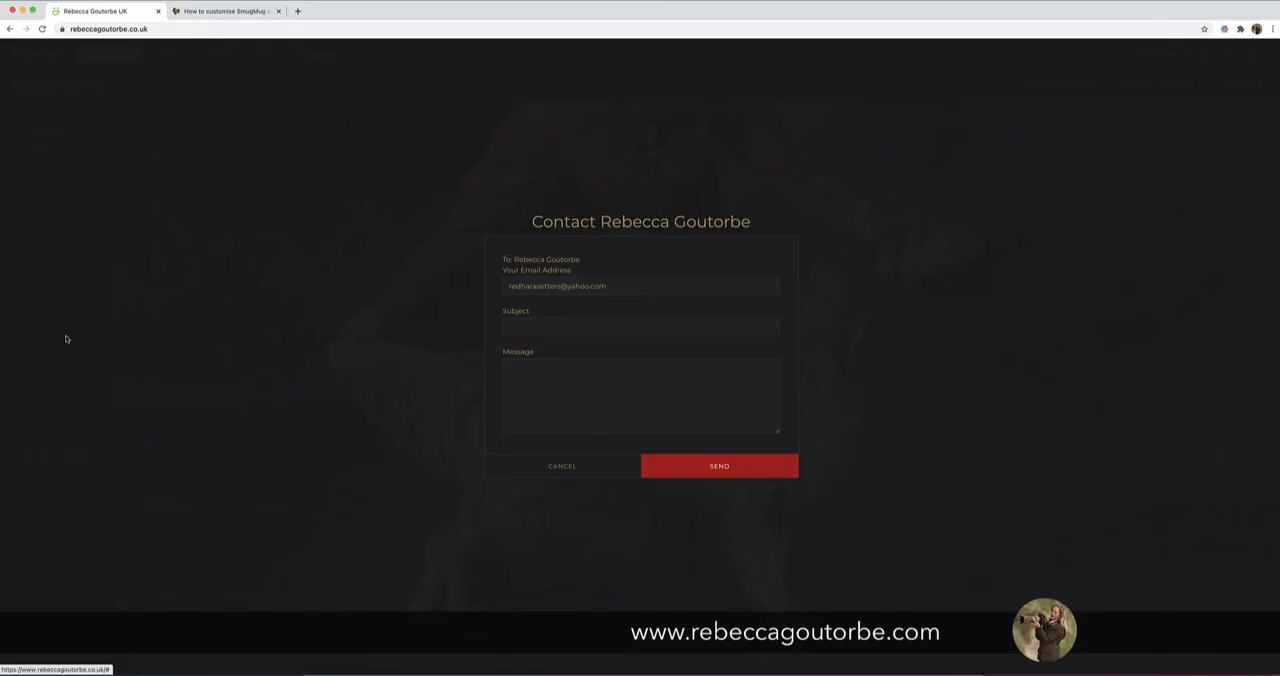 Rebecca Goutorbe UK
How to customise SmugMug
rebeccagoutorbe.co.uk
Contact Rebecca Goutorbe
To: Rebecca Goutorbe
Your Email Address
redharasetters@yahoo.com
Subject
Message
CANCEL
SEND
www.rebeccagoutorbe.com
https://www.rebeccagoutorbe.co.uk/#